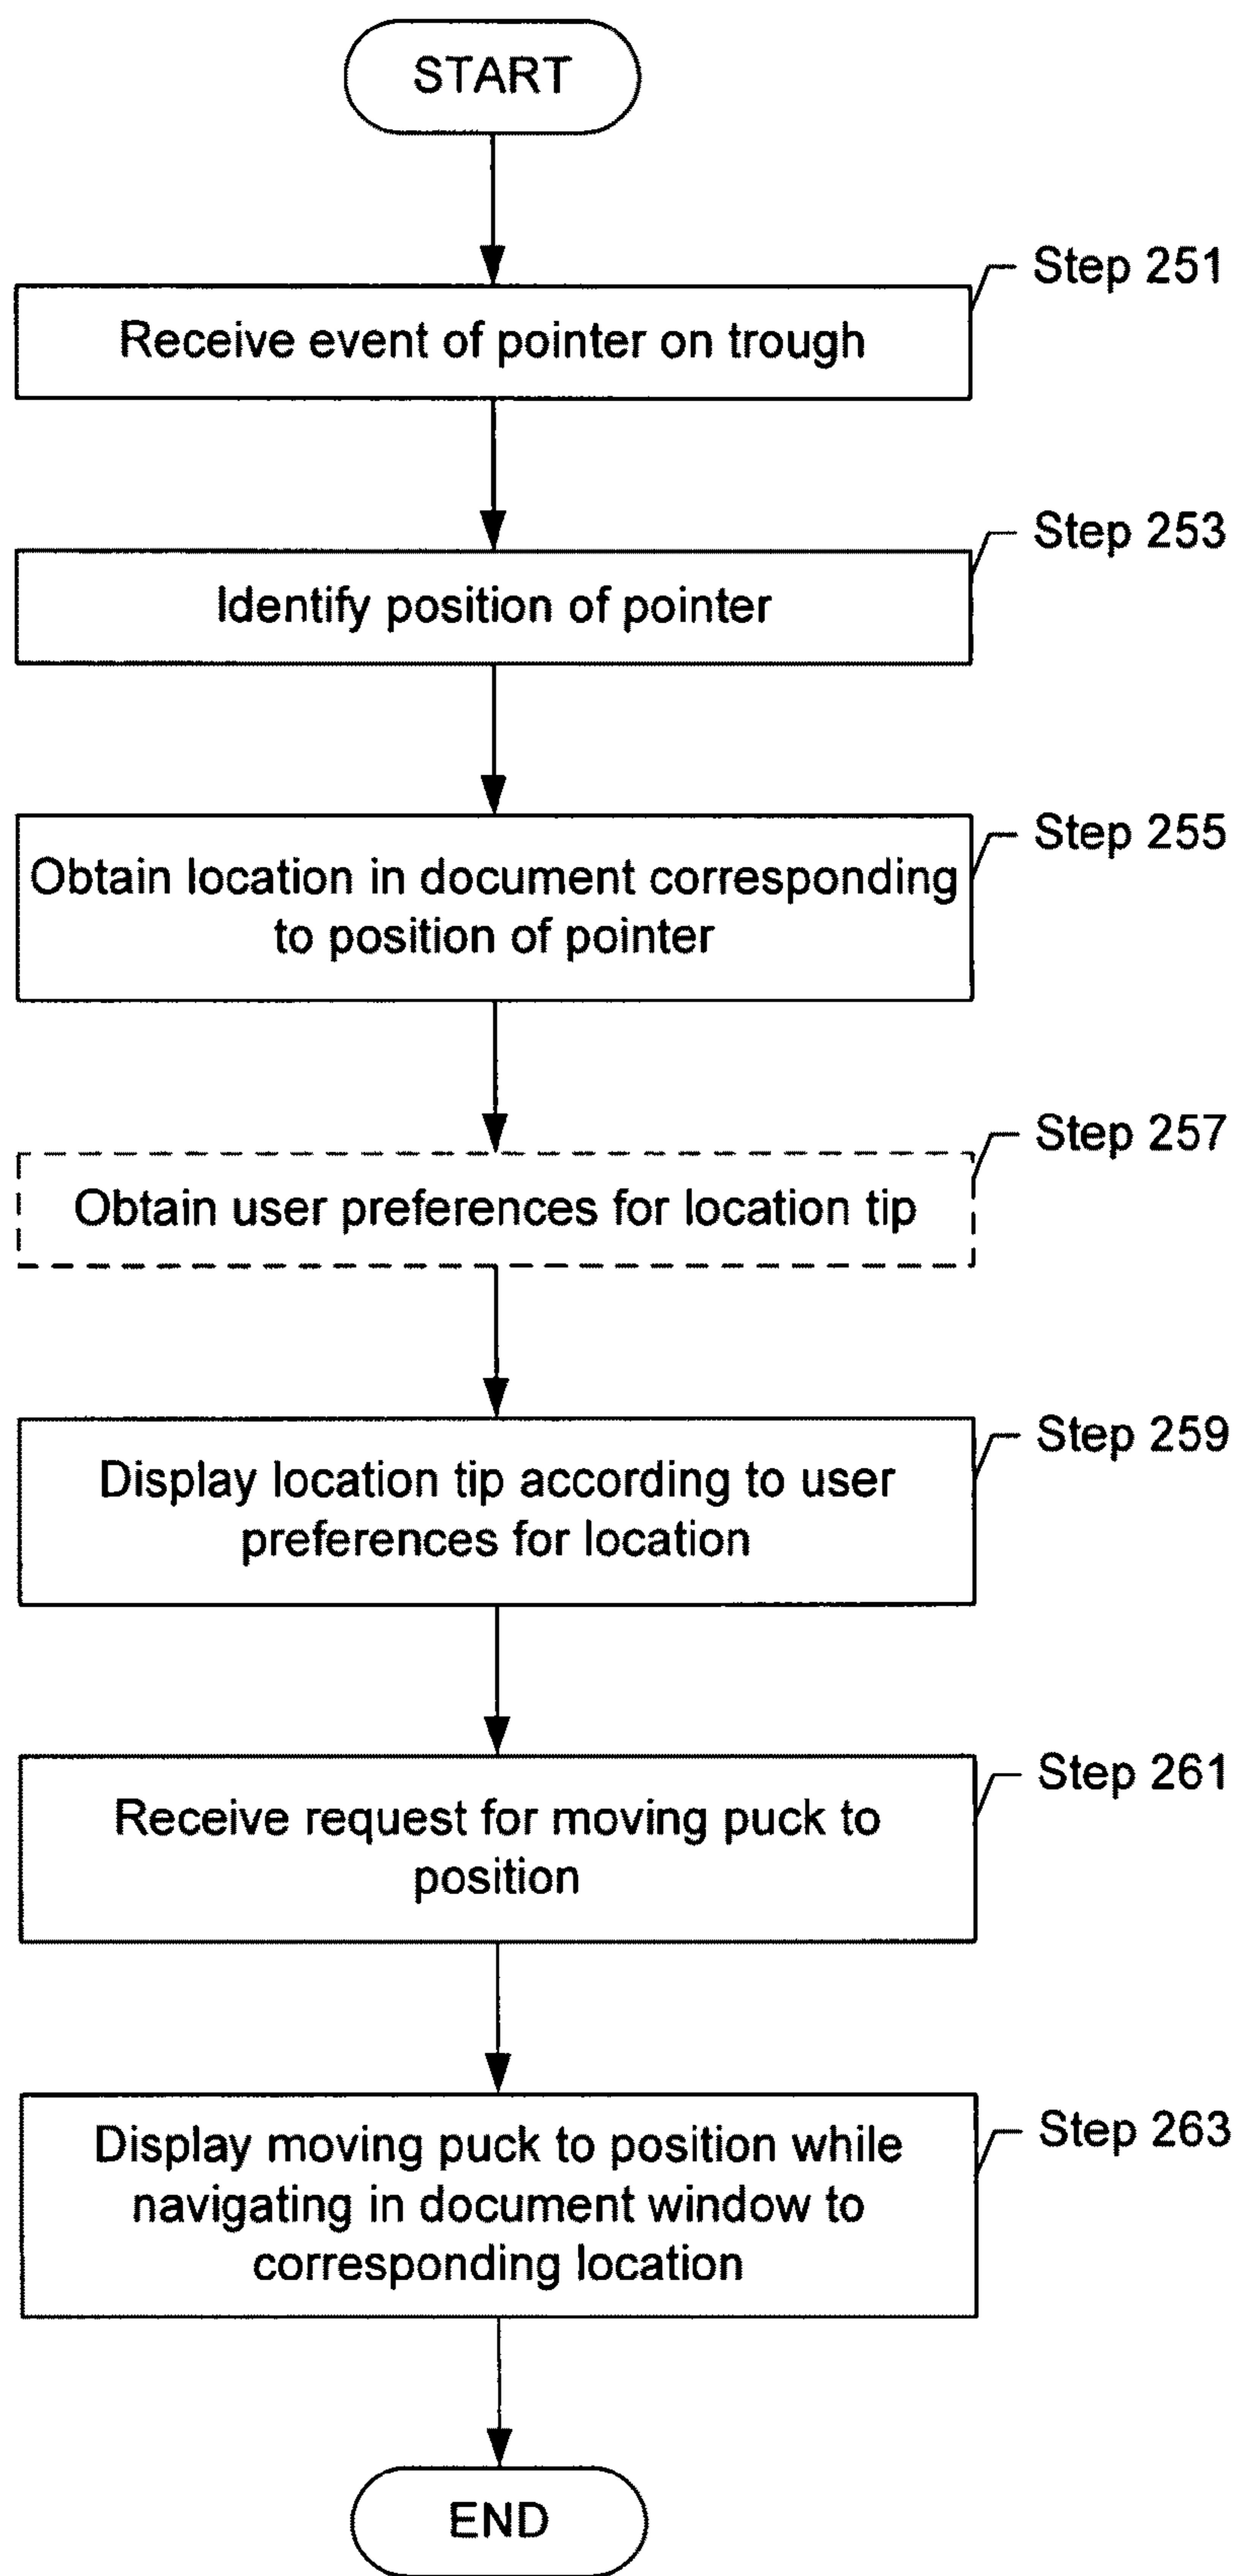 START
Step 251
Receive event of pointer on trough
Step 253
Identify position of pointer
Step 255
Obtain location in document corresponding
to position of pointer
Step 257
Obtain user preferences for location tip
Step 259
Display location tip according to user
preferences for location
Step 261
Receive request for moving puck to
position
Step 263
Display moving puck to position while
navigating in document window to
corresponding location
END